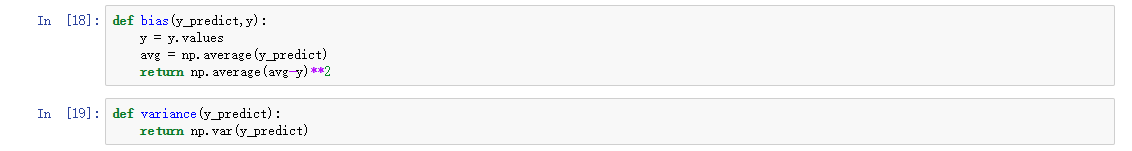 In [18]: def bias(y_predict,y):
    y = y.values
    avg = np.average(y_predict)
    return np.average(avg-y)**2
In [19]: def variance(y_predict):
    return np.var(y_predict)